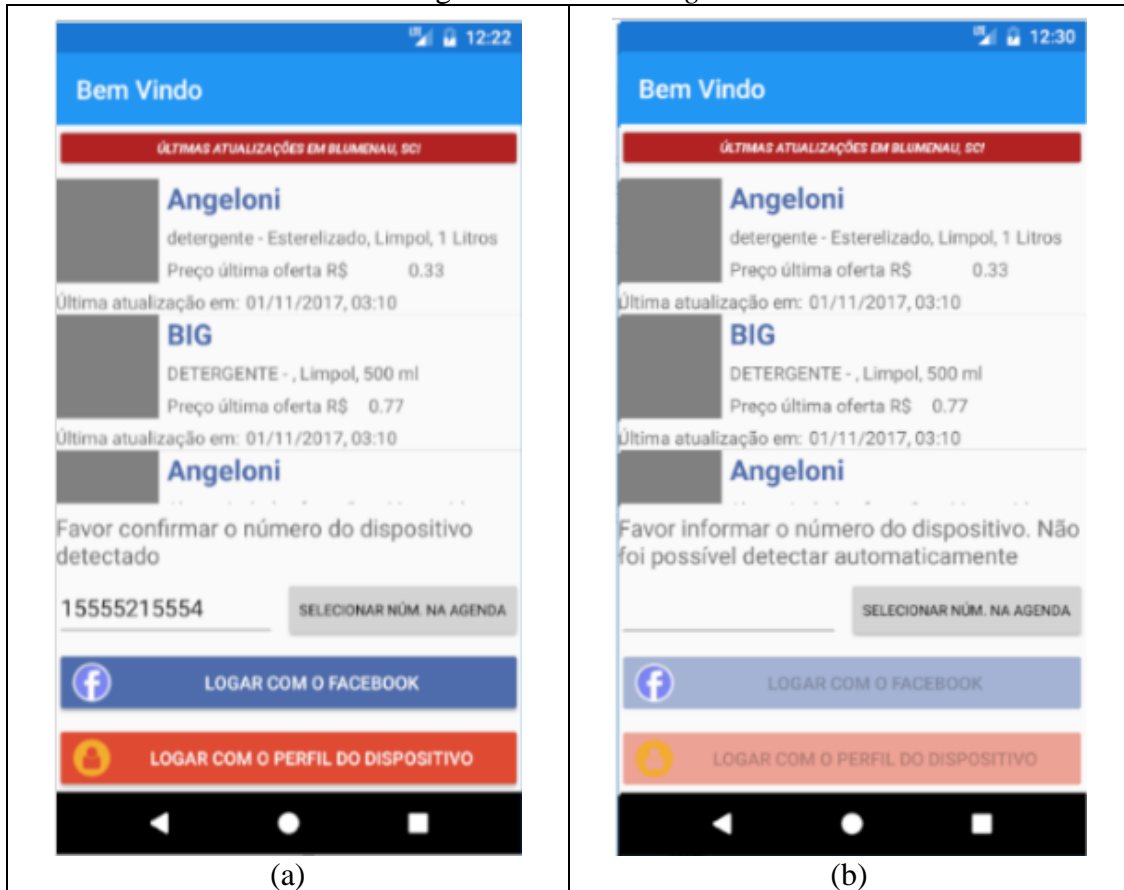 12:22
Bem Vindo
ÚLTIMAS ATUALIZAÇÕES EM BLUMENAU, SC!
Angeloni
detergente - Esterelizado, Limpol, 1 Litros
Preço última oferta R$ 0.33
Última atualização em: 01/11/2017, 03:10
BIG
DETERGENTE - , Limpol, 500 ml
Preço última oferta R$ 0.77
Última atualização em: 01/11/2017, 03:10
Angeloni
Favor confirmar o número do dispositivo
detectado
15555215554
SELECIONAR NÚM. NA AGENDA
LOGAR COM O FACEBOOK
LOGAR COM O PERFIL DO DISPOSITIVO
(a)
12:30
Bem Vindo
ÚLTIMAS ATUALIZAÇÕES EM BLUMENAU, SC!
Angeloni
detergente - Esterelizado, Limpol, 1 Litros
Preço última oferta R$ 0.33
Última atualização em: 01/11/2017, 03:10
BIG
DETERGENTE - , Limpol, 500 ml
Preço última oferta R$ 0.77
Última atualização em: 01/11/2017, 03:10
Angeloni
Favor informar o número do dispositivo. Não
foi possível detectar automaticamente
SELECIONAR NÚM. NA AGENDA
LOGAR COM O FACEBOOK
LOGAR COM O PERFIL DO DISPOSITIVO
(b)